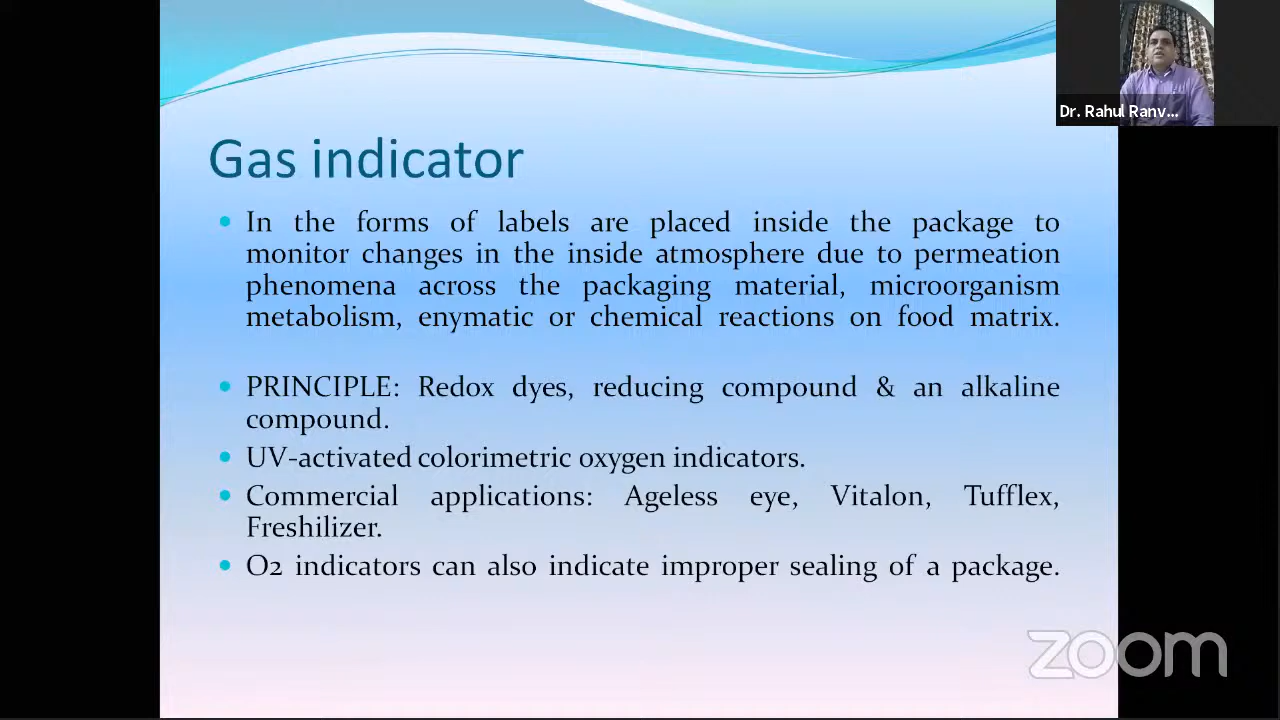 Dr. Rahul Ranv...
Gas indicator
In the forms of labels are placed inside the package to
monitor changes in the inside atmosphere due to permeation
phenomena across the packaging material, microorganism
metabolism, enymatic or chemical reactions on food matrix.
PRINCIPLE: Redox dyes, reducing compound & an alkaline
compound.
UV-activated colorimetric oxygen indicators.
Commercial applications: Ageless eye, Vitalon, Tufflex,
Freshilizer.
O2 indicators can also indicate improper sealing of a package.
zoom